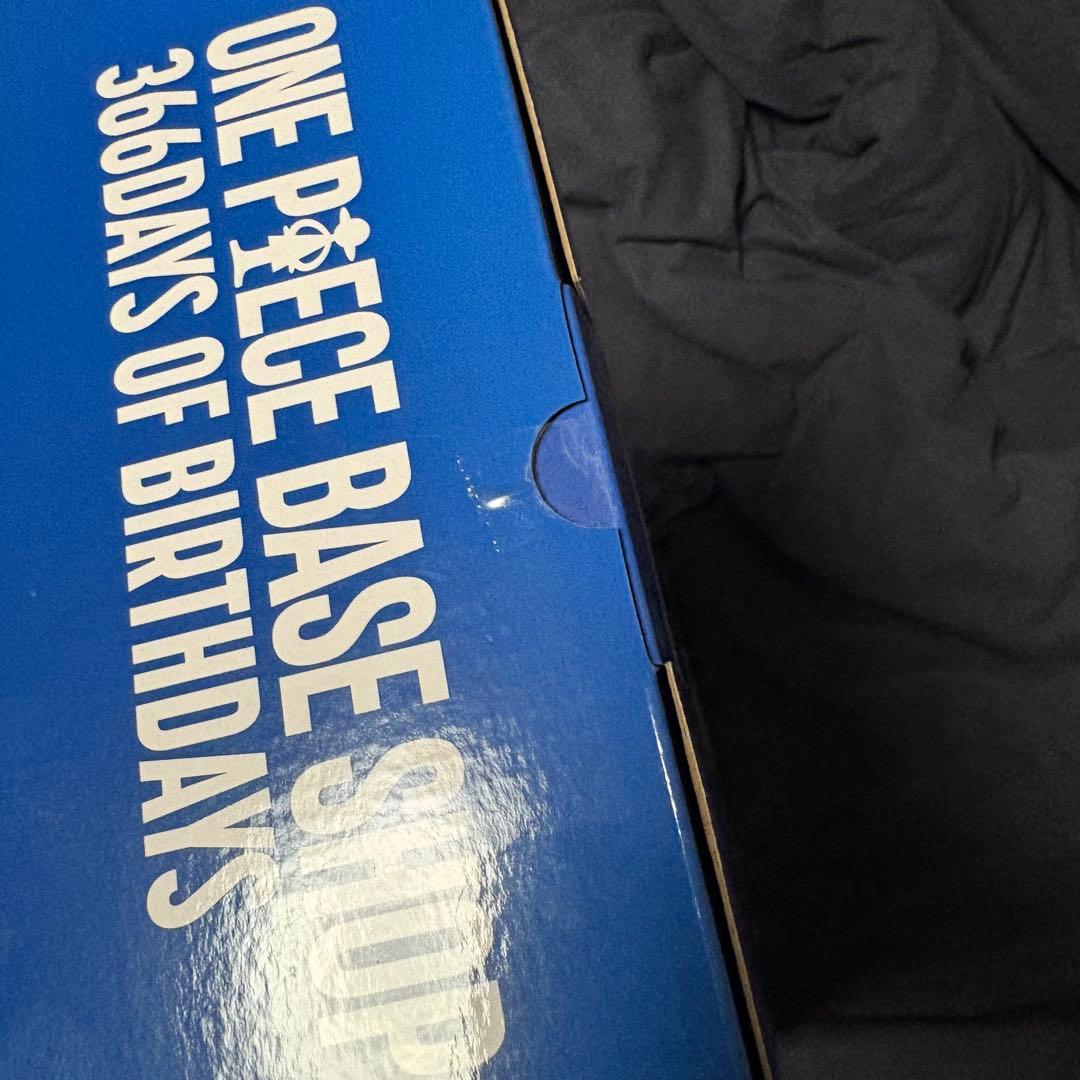 ONE PIECE BASE SHOP
366DAYS OF BIRTHDAYS